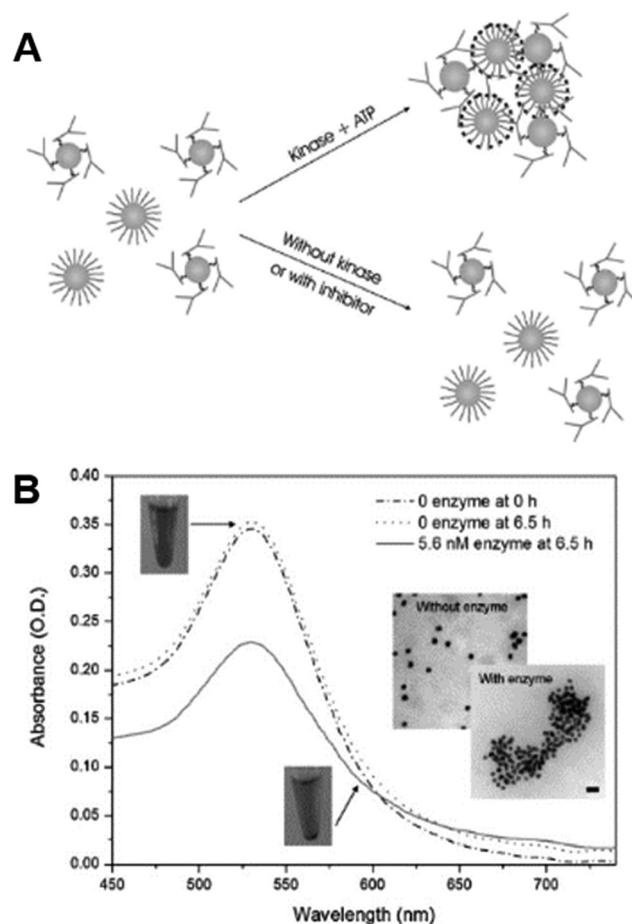 A
Kinase + ATP
Without kinase
or with inhibitor
B
0.40
0.35
0.30
0.25
0.20
0.15
0.10
0.05
0.00
Absorbance (O.D.)
0 enzyme at 0 h
0 enzyme at 6.5 h
5.6 nM enzyme at 6.5 h
Without enzyme
With enzyme
450 500 550 600 650 700
Wavelength (nm)